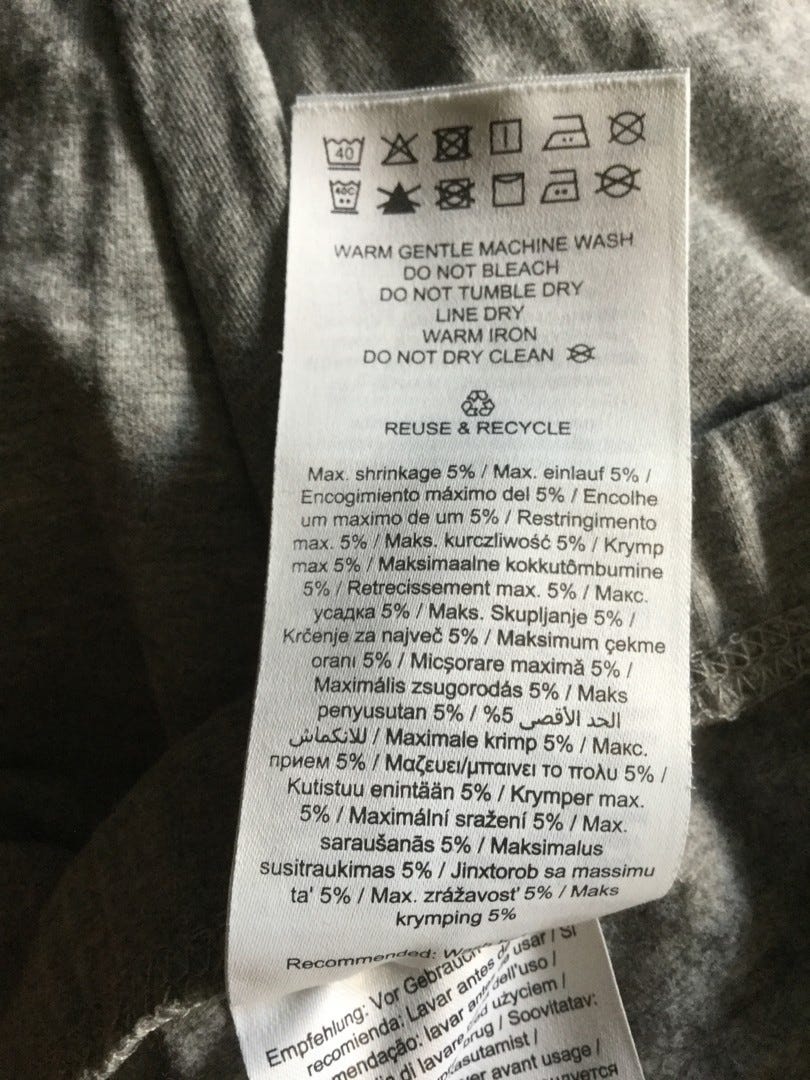 40
40C
WARM GENTLE MACHINE WASH
DO NOT BLEACH
DO NOT TUMBLE DRY
LINE DRY
WARM IRON
DO NOT DRY CLEAN
REUSE & RECYCLE
Max. shrinkage 5% / Max. einlauf 5% /
Encogimiento máximo del 5% / Encolhe
um maximo de um 5% / Restringimento
max. 5% / Maks. kurczliwość 5% / Krymp
max 5% / Maksimaalne kokkutõmbumine
5% / Retrecissement max. 5% / Макс.
усадка 5% / Maks. Skupljanje 5% /
Krčenje za največ 5% / Maksimum çekme
oranı 5% / Micșorare maximă 5% /
Maximális zsugorodás 5% / Maks
penyusutan 5% / %5 الحد الأقصى
للانكماش / Maximale krimp 5% / Макс.
прием 5% / Μαζευει/μπαινει το πολυ 5% /
Kutistuu enintään 5% / Krymper max.
5% / Maximální sražení 5% / Max.
saraušanās 5% / Maksimalus
susitraukimas 5% / Jinxtorob sa massimu
ta' 5% / Max. zrážavosť 5% / Maks
krymping 5%
Recommended:
Empfehlung: Vor Gebrauch
usar / Si
recomienda: Lavar antes
lavar dell'uso /
di lavare użyciem /
Soovitatav:
avant usage /